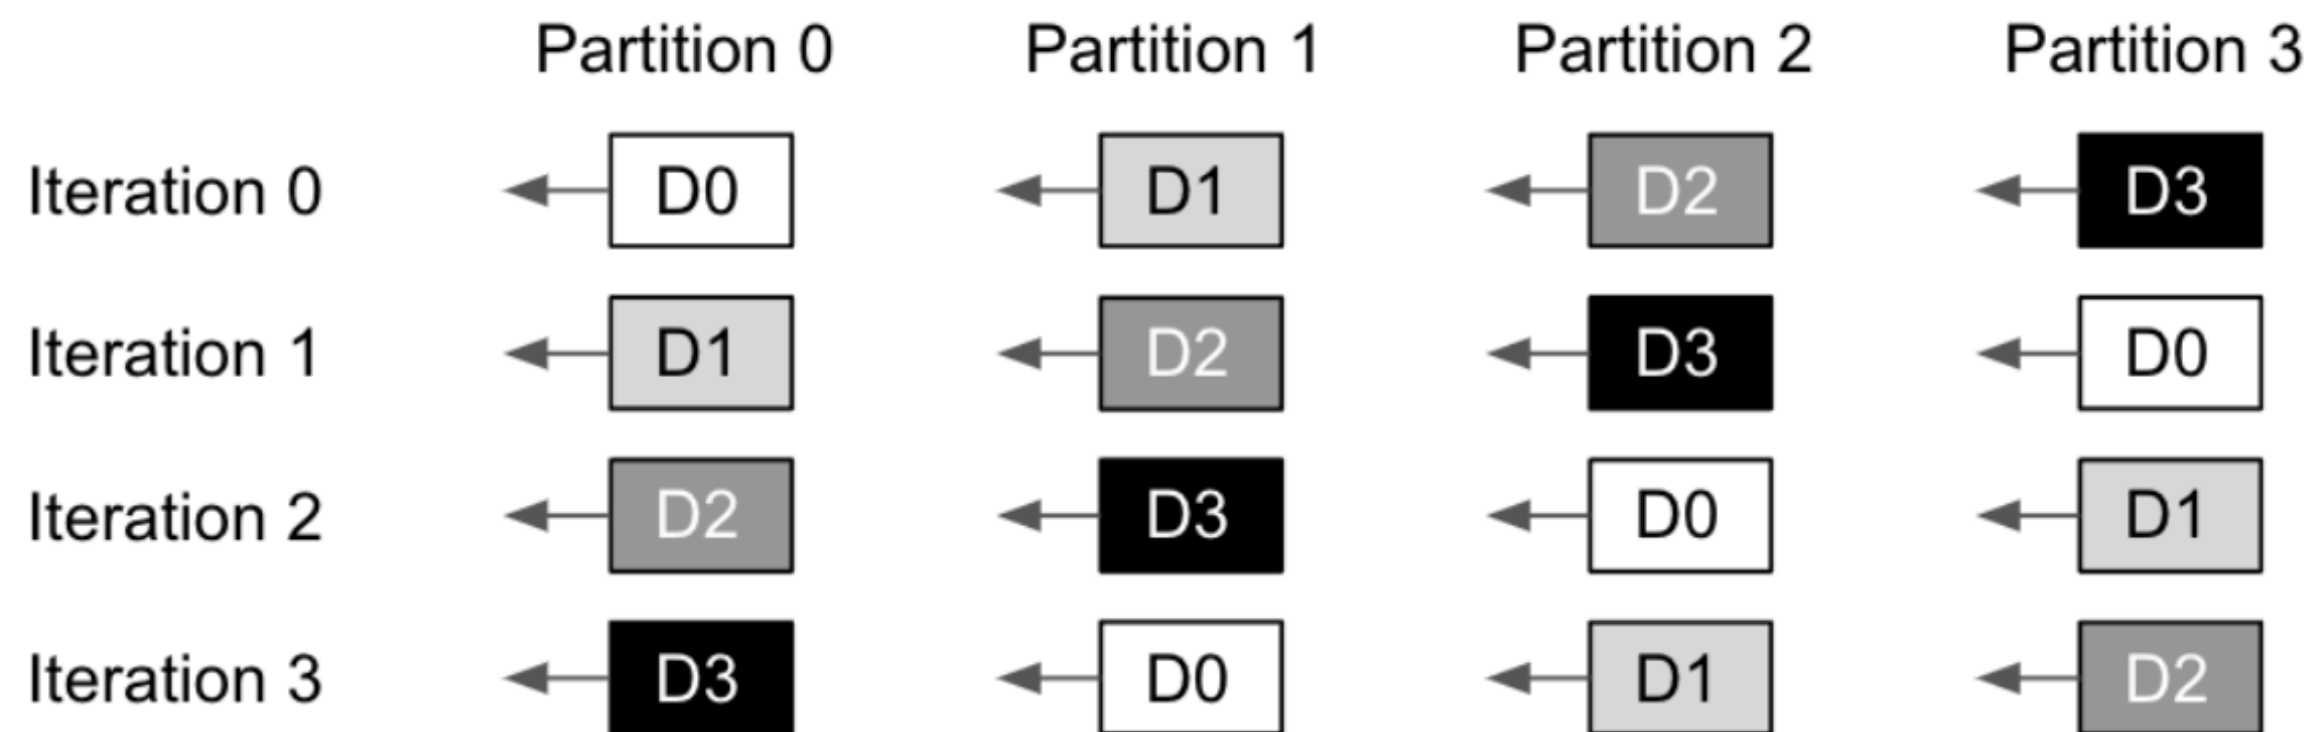 Partition 0 Partition 1 Partition 2 Partition 3
Iteration 0 D0 D1 D2 D3
Iteration 1 D1 D2 D3 D0
Iteration 2 D2 D3 D0 D1
Iteration 3 D3 D0 D1 D2